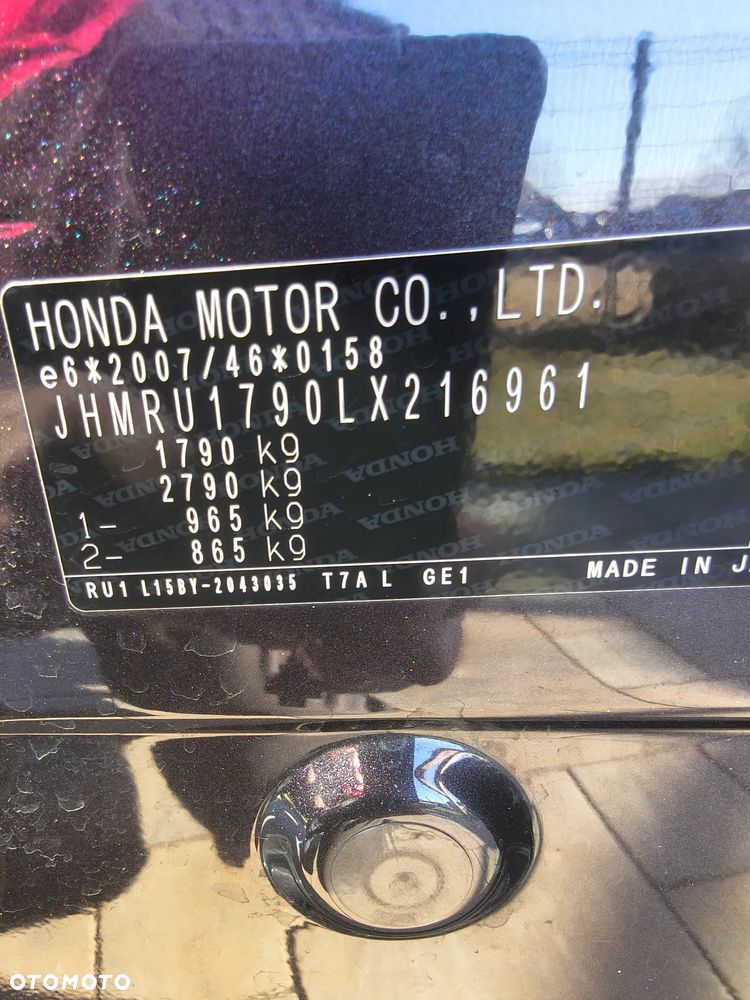 HONDA MOTOR CO.,LTD.
e6*2007/46*0158
JHMRU1790LX216961
1790 kg
2790 kg
1- 965 kg
2- 865 kg
RU1 L15BY-2043035 T7A L GE1 MADE IN J
OTOMOTO